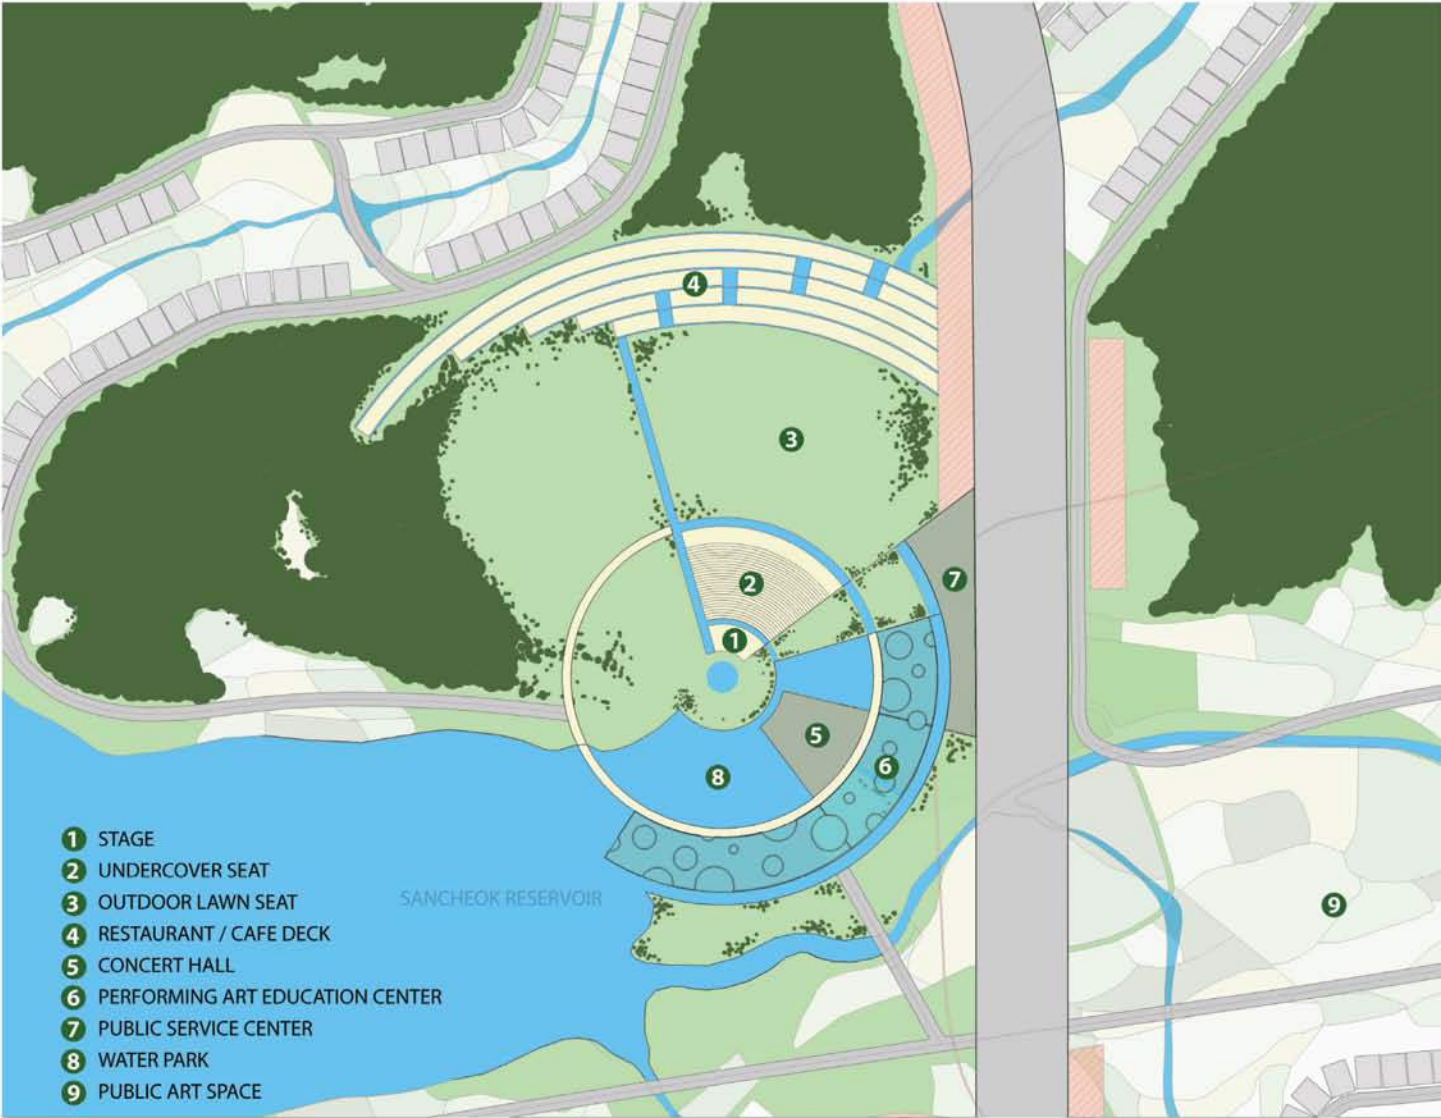 4
3
2
7
1
5
6
8
9
1 STAGE
2 UNDERCOVER SEAT
3 OUTDOOR LAWN SEAT
SANCHEOK RESERVOIR
4 RESTAURANT / CAFE DECK
5 CONCERT HALL
6 PERFORMING ART EDUCATION CENTER
7 PUBLIC SERVICE CENTER
8 WATER PARK
9 PUBLIC ART SPACE